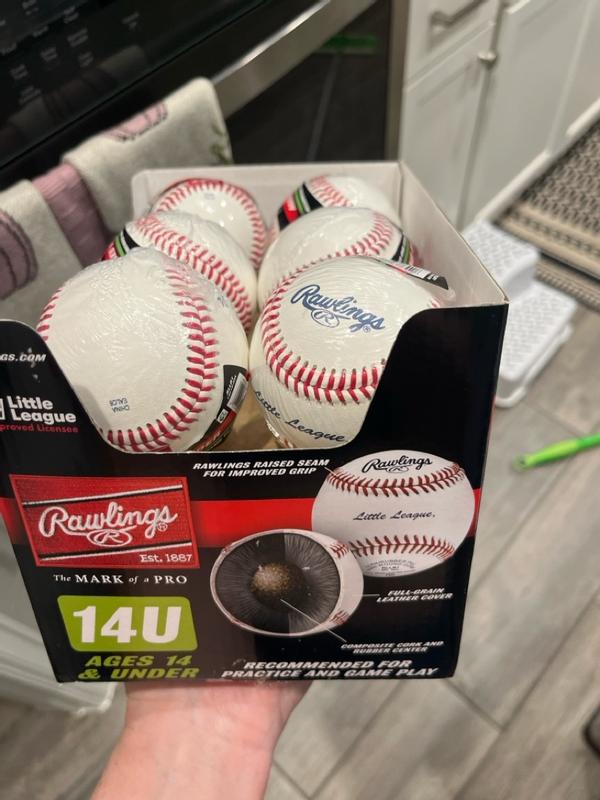 Rawlings
R
Little League
CHINA
GS.COM
Little
League
proved Licensee
RAWLINGS RAISED SEAM
FOR IMPROVED GRIP
Rawlings
R
Little League.
Rawlings®
R
Est. 1887
The MARK of a PRO
FULL-GRAIN
LEATHER COVER
14U
COMPOSITE CORK AND
RUBBER CENTER
AGES 14
& UNDER
RECOMMENDED FOR
PRACTICE AND GAME PLAY